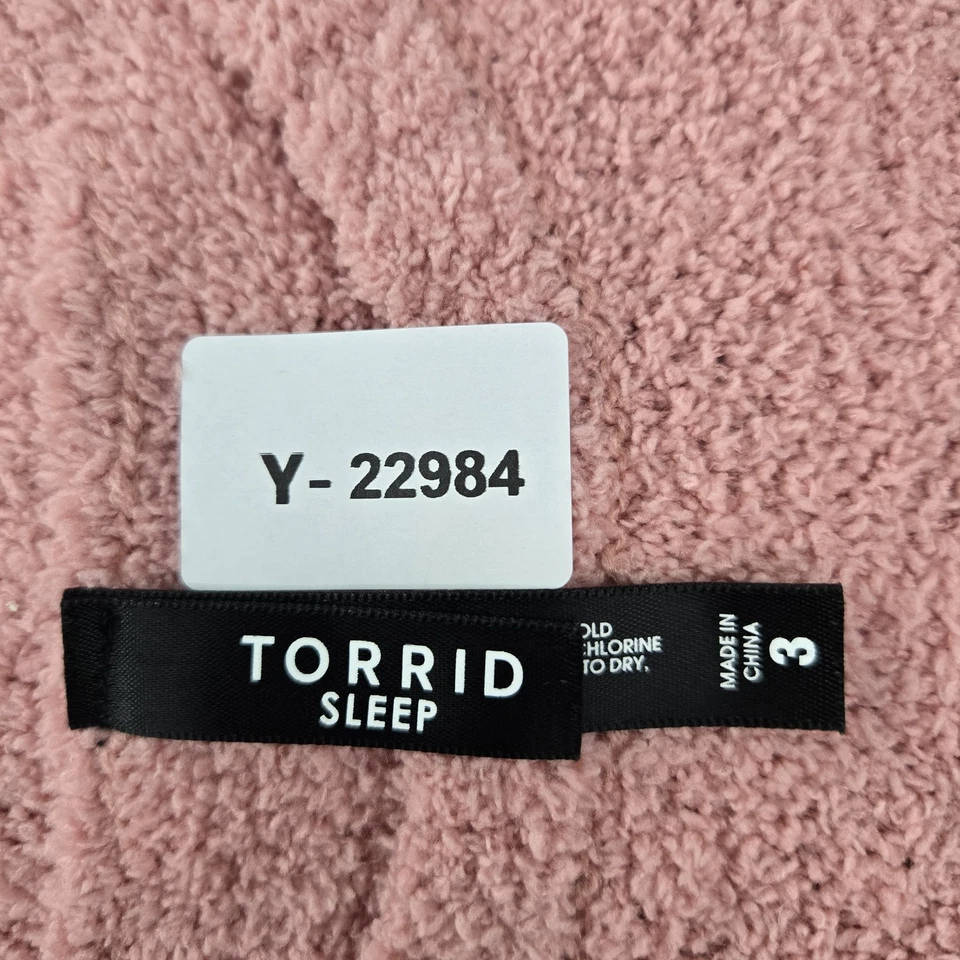 Y- 22984
TORRID
SLEEP
OLD
CHLORINE
TO DRY,
MADE IN
CHINA
3